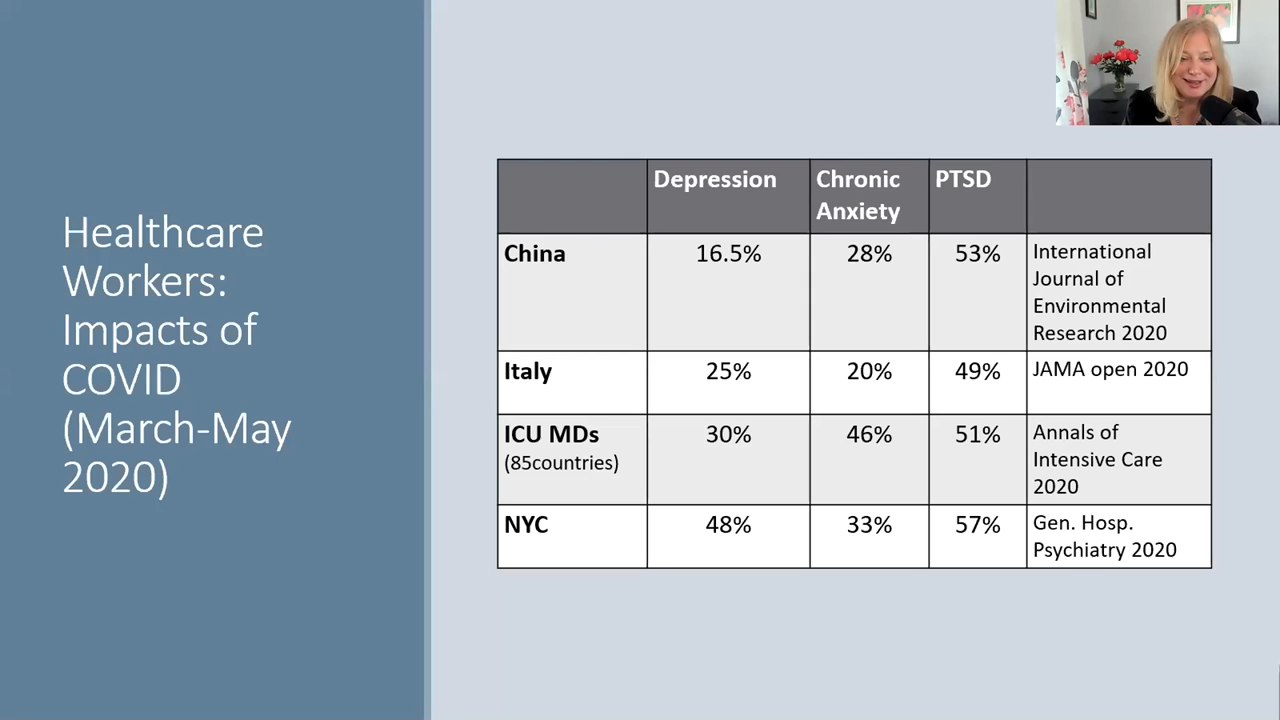 Healthcare
Workers:
Impacts of
COVID
(March-May
2020)
Depression
Chronic
Anxiety
PTSD
China
16.5%
28%
53%
International
Journal of
Environmental
Research 2020
Italy
25%
20%
49%
JAMA open 2020
ICU MDs
(85countries)
30%
46%
51%
Annals of
Intensive Care
2020
NYC
48%
33%
57%
Gen. Hosp.
Psychiatry 2020